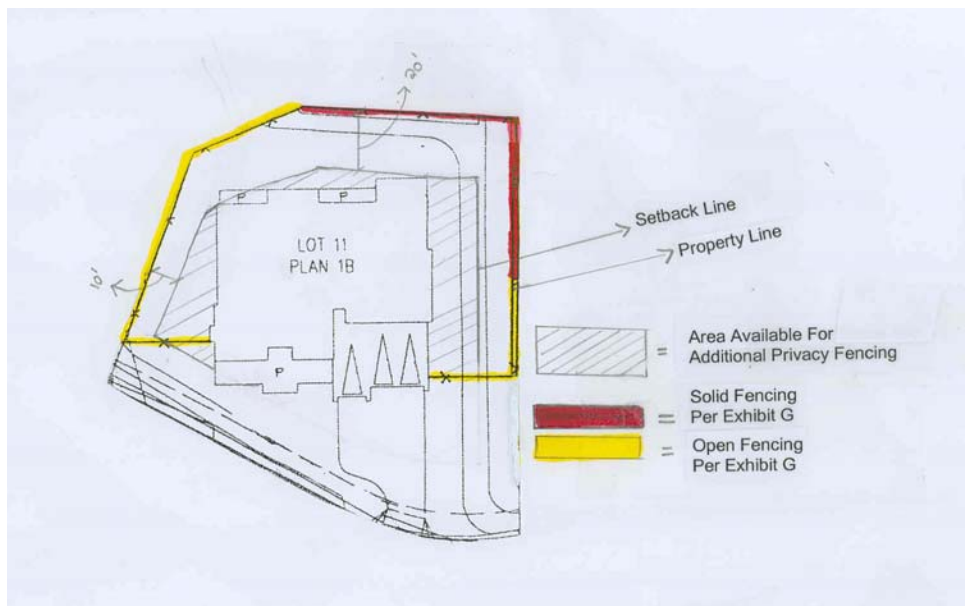 20'
P
P
LOT 11
PLAN 1B
10'
P
Setback Line
Property Line
= Area Available For
Additional Privacy Fencing
= Solid Fencing
Per Exhibit G
= Open Fencing
Per Exhibit G